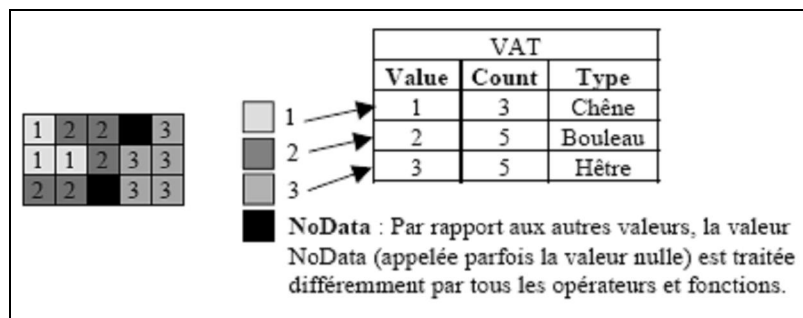 VAT
Value Count Type
1 3 Chêne
2 5 Bouleau
3 5 Hêtre
1 2 2 3
1 1 2 3 3
2 2 3 3
1
2
3
NoData : Par rapport aux autres valeurs, la valeur
NoData (appelée parfois la valeur nulle) est traitée
différemment par tous les opérateurs et fonctions.